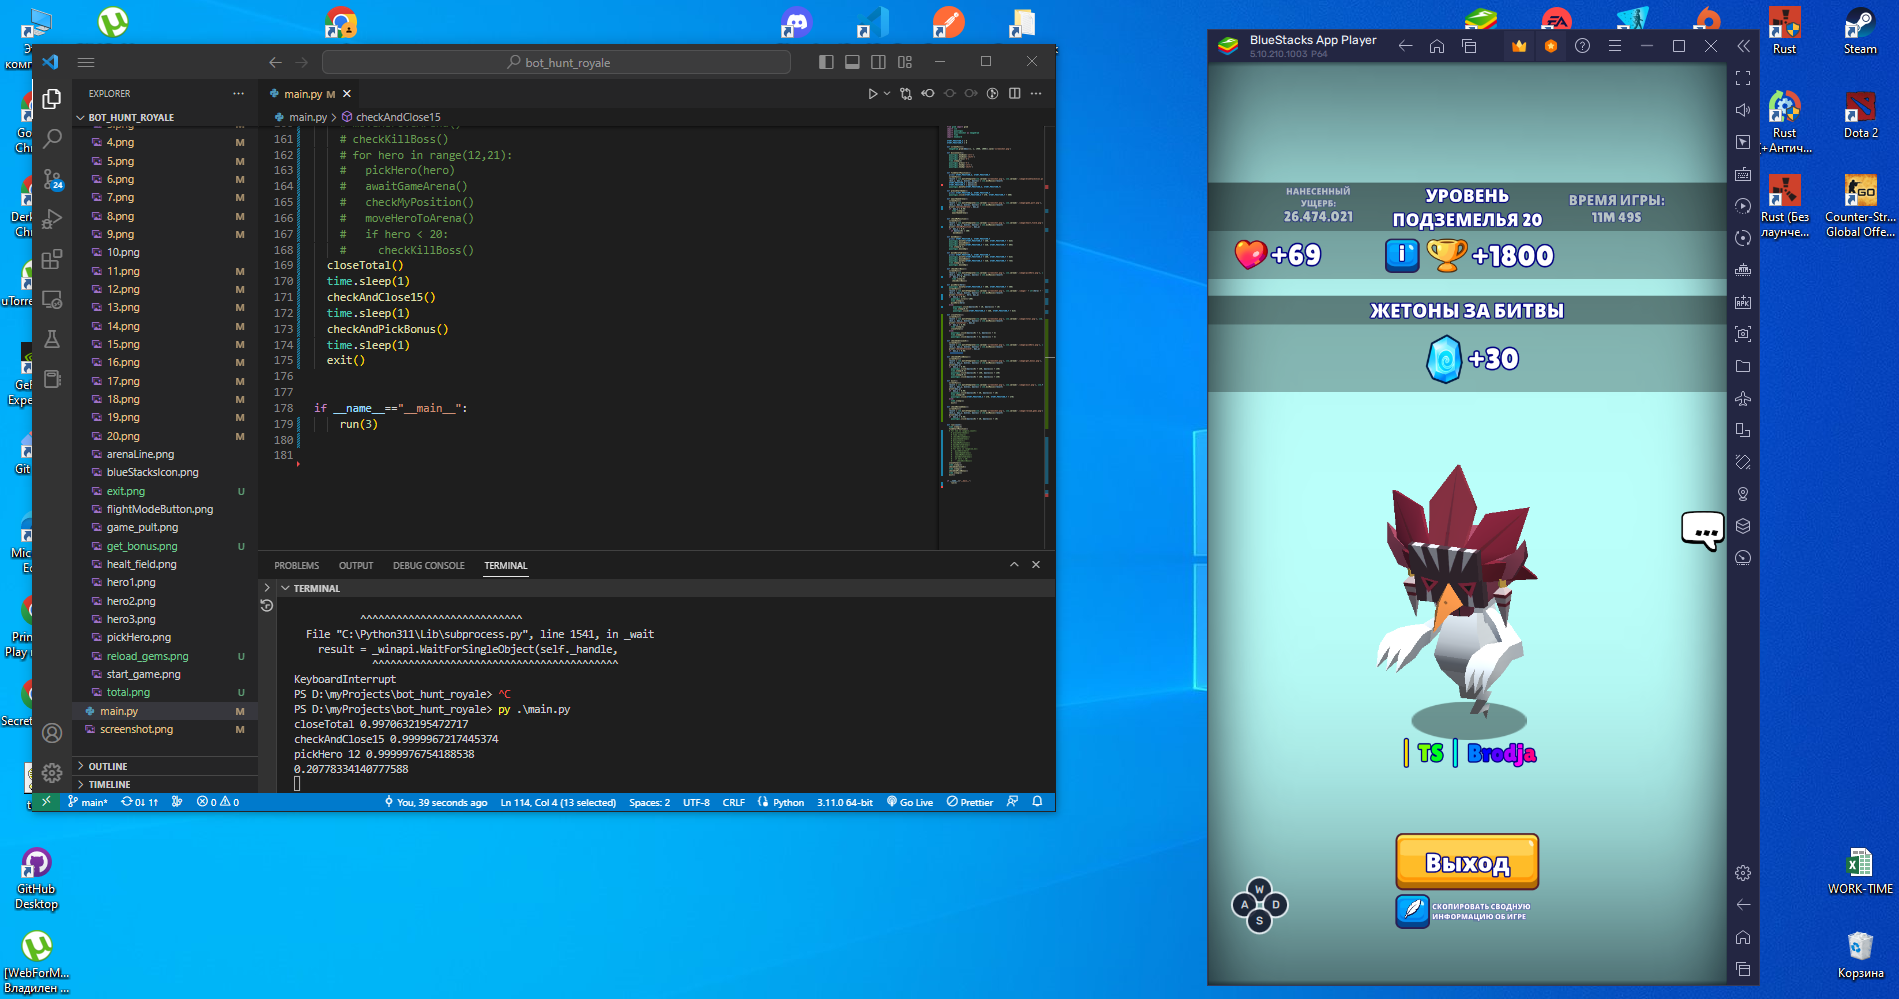 bot_hunt_royale
EXPLORER
BOT_HUNT_ROYALE
4.png M
5.png M
6.png M
7.png M
8.png M
9.png M
10.png
11.png M
12.png M
13.png M
14.png M
15.png M
16.png M
17.png M
18.png M
19.png M
20.png M
arenaLine.png
blueStacksIcon.png
exit.png U
flightModeButton.png
game_pult.png
get_bonus.png U
healt_field.png
hero1.png
hero2.png
hero3.png
pickHero.png
reload_gems.png U
start_game.png
total.png U
main.py M
screenshot.png M
OUTLINE
TIMELINE
24
main.py M
main.py > checkAndClose15
161 # checkKillBoss()
162 # for hero in range(12,21):
163 #   pickHero(hero)
164 #   awaitGameArena()
165 #   checkMyPosition()
166 #   moveHeroToArena()
167 #   if hero < 20:
168 #     checkKillBoss()
169 closeTotal()
170 time.sleep(1)
171 checkAndClose15()
172 time.sleep(1)
173 checkAndPickBonus()
174 time.sleep(1)
175 exit()
176
177
178 if __name__=="__main__":
179 run(3)
180
181
PROBLEMS OUTPUT DEBUG CONSOLE TERMINAL
TERMINAL
^^^^^^^^^^^^^^^^^^^^^^^^^^^
File "C:\Python311\Lib\subprocess.py", line 1541, in _wait
result = _winapi.WaitForSingleObject(self._handle,
^^^^^^^^^^^^^^^^^^^^^^^^^^^^^^^^^^^^^^^^^
KeyboardInterrupt
PS D:\myProjects\bot_hunt_royale> ^C
PS D:\myProjects\bot_hunt_royale> py .\main.py
closeTotal 0.9970632195472717
checkAndClose15 0.9999967217445374
pickHero 12 0.9999976754188538
0.20778334140777588
main* 0↓ 1↑ 0 0 You, 39 seconds ago Ln 114, Col 4 (13 selected) Spaces: 2 UTF-8 CRLF Python 3.11.0 64-bit Go Live Prettier
BlueStacks App Player
5.10.210.1003 P64
НАНЕСЕННЫЙ
УЩЕРБ:
26.474.021
УРОВЕНЬ
ПОДЗЕМЕЛЬЯ 20
ВРЕМЯ ИГРЫ:
11M 49S
+69
i
+1800
ЖЕТОНЫ ЗА БИТВЫ
+30
...
| TS | Brodja
Выход
СКОПИРОВАТЬ СВОДНУЮ
ИНФОРМАЦИЮ ОБ ИГРЕ
W
A D
S
APK
Rust
Steam
Rust
(+Антич...
Dota 2
Rust (Без
лаунче...
Counter-Str...
Global Offe...
WORK-TIME
Корзина
GitHub
Desktop
[WebForM...
Владилен ...